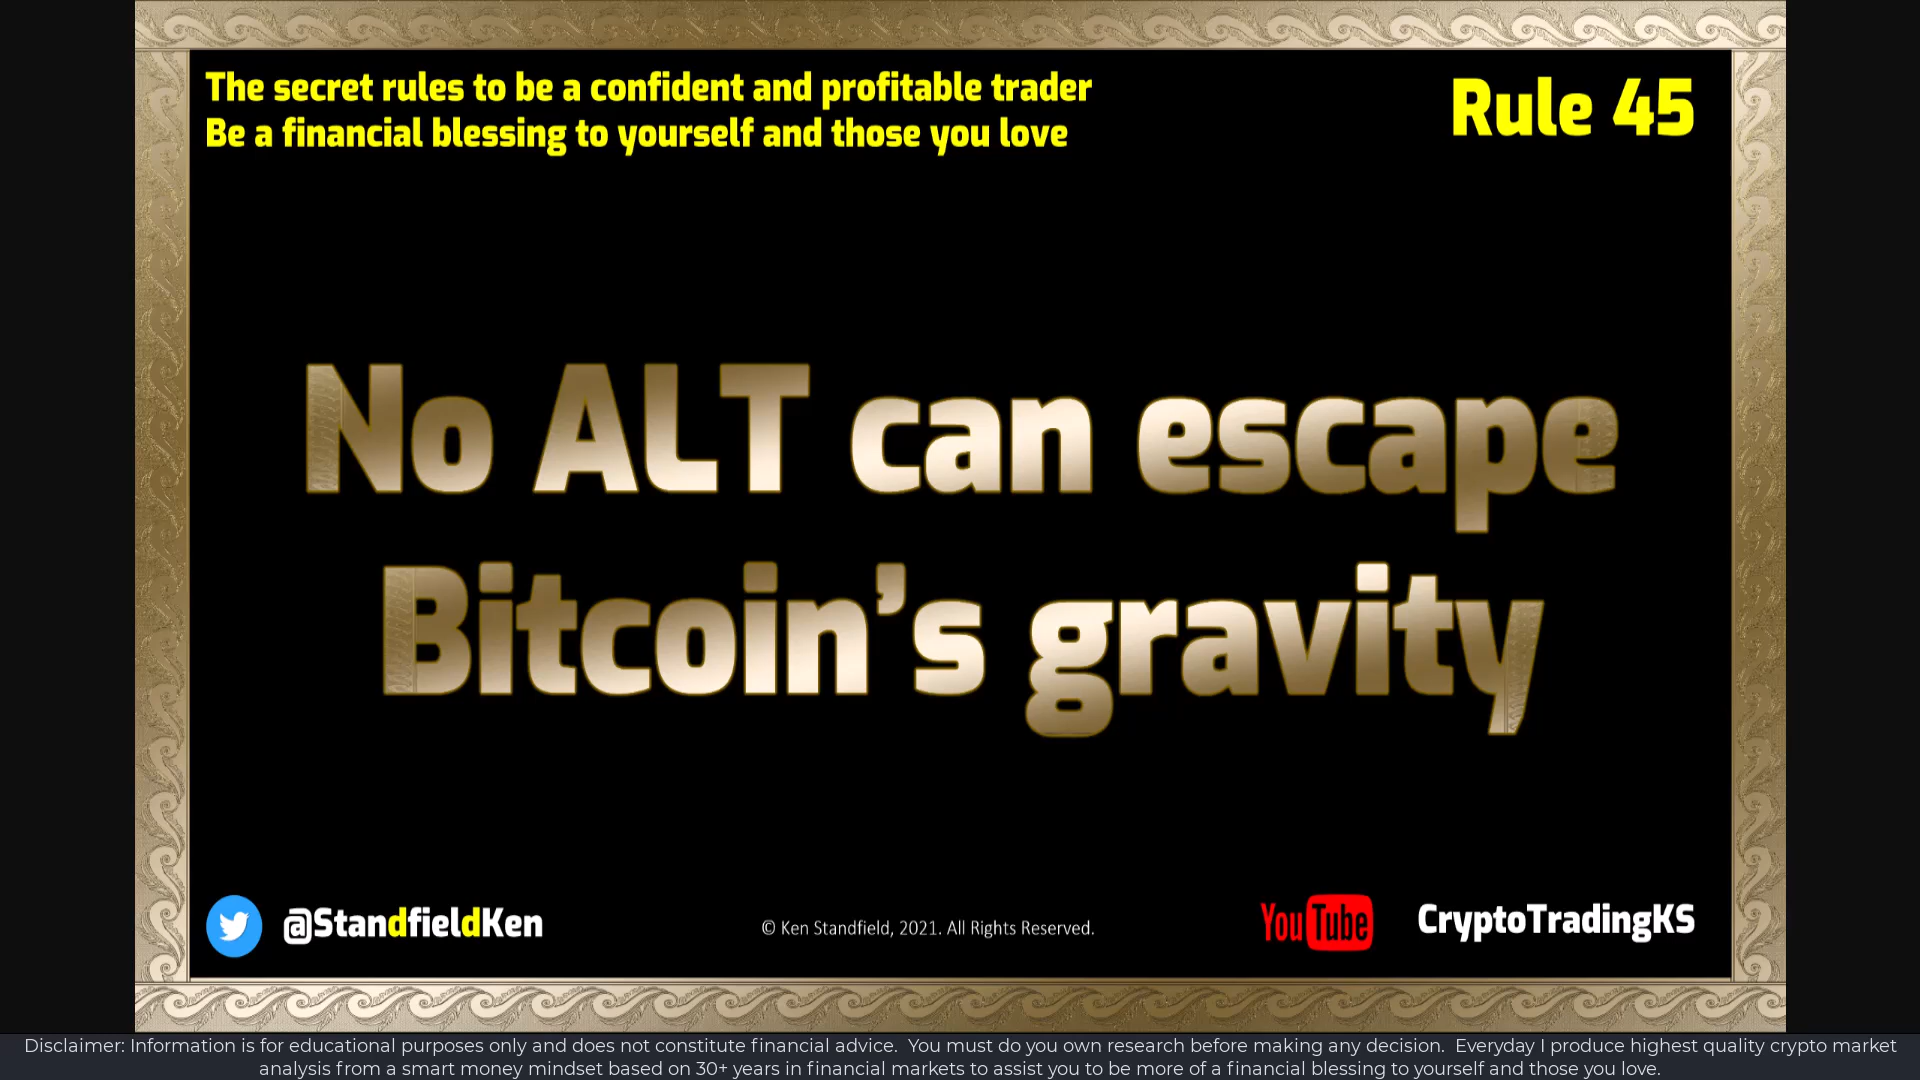 The secret rules to be a confident and profitable trader
Be a financial blessing to yourself and those you love
Rule 45
No ALT can escape
Bitcoin's gravity
@StandfieldKen
© Ken Standfield, 2021. All Rights Reserved.
YouTube
CryptoTradingKS
Disclaimer: Information is for educational purposes only and does not constitute financial advice.  You must do you own research before making any decision.  Everyday I produce highest quality crypto market
analysis from a smart money mindset based on 30+ years in financial markets to assist you to be more of a financial blessing to yourself and those you love.